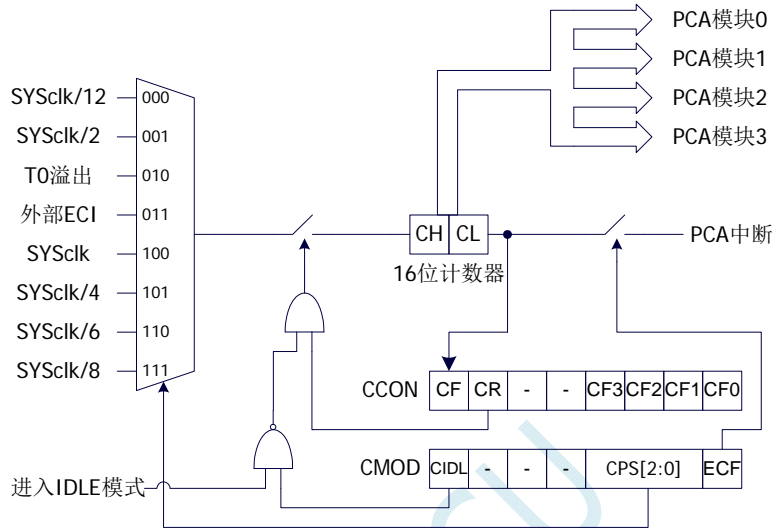 PCA模块0
PCA模块1
PCA模块2
PCA模块3
SYSclk/12 000
SYSclk/2 001
T0溢出 010
外部ECI 011
SYSclk 100
SYSclk/4 101
SYSclk/6 110
SYSclk/8 111
CH CL
16位计数器
PCA中断
CCON CF CR - - CF3 CF2 CF1 CF0
CMOD CIDL - - - CPS[2:0] ECF
进入IDLE模式